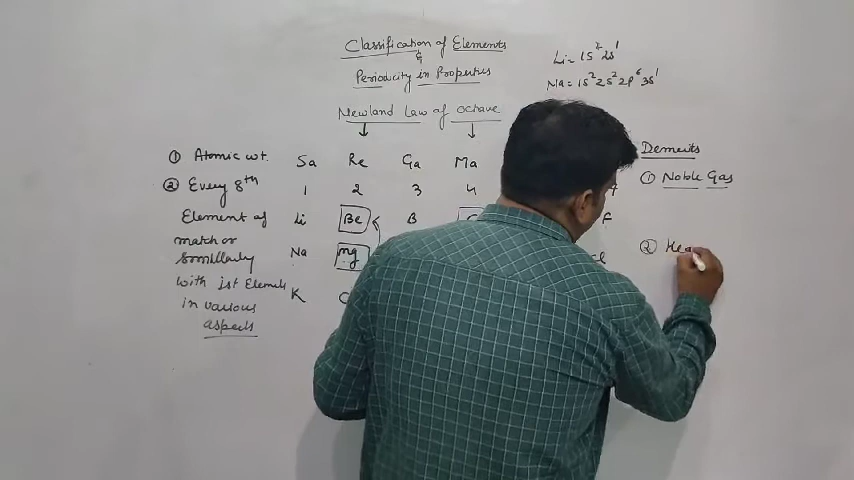 Classification of Elements
&
Periodicity in Properties
Newland Law of octave
Li = 1s² 2s¹
Na = 1s² 2s² 2p⁶ 3s¹
① Atomic wt.
② Every 8th
Element of
match or
Similarly
with 1st Element
in various
aspects
Sa Re Ga Ma
1 2 3 4
Li Be B C F
Na mg Cl
K C
Demerits
① Noble Gas
② Hea